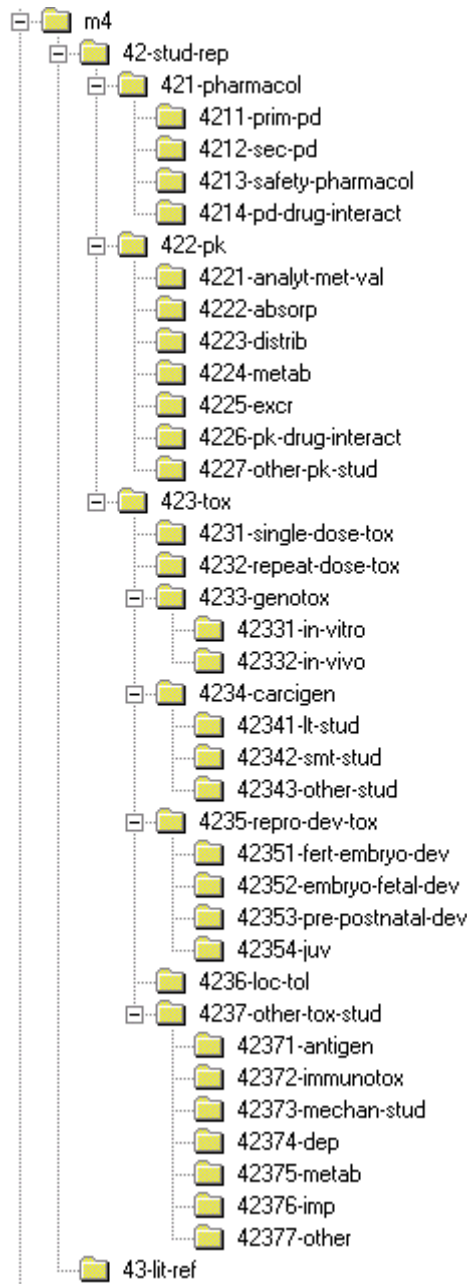 m4
42-stud-rep
421-pharmacol
4211-prim-pd
4212-sec-pd
4213-safety-pharmacol
4214-pd-drug-interact
422-pk
4221-analyt-met-val
4222-absorp
4223-distrib
4224-metab
4225-excr
4226-pk-drug-interact
4227-other-pk-stud
423-tox
4231-single-dose-tox
4232-repeat-dose-tox
4233-genotox
42331-in-vitro
42332-in-vivo
4234-carcigen
42341-lt-stud
42342-smt-stud
42343-other-stud
4235-repro-dev-tox
42351-fert-embryo-dev
42352-embryo-fetal-dev
42353-pre-postnatal-dev
42354-juv
4236-loc-tol
4237-other-tox-stud
42371-antigen
42372-immunotox
42373-mechan-stud
42374-dep
42375-metab
42376-imp
42377-other
43-lit-ref